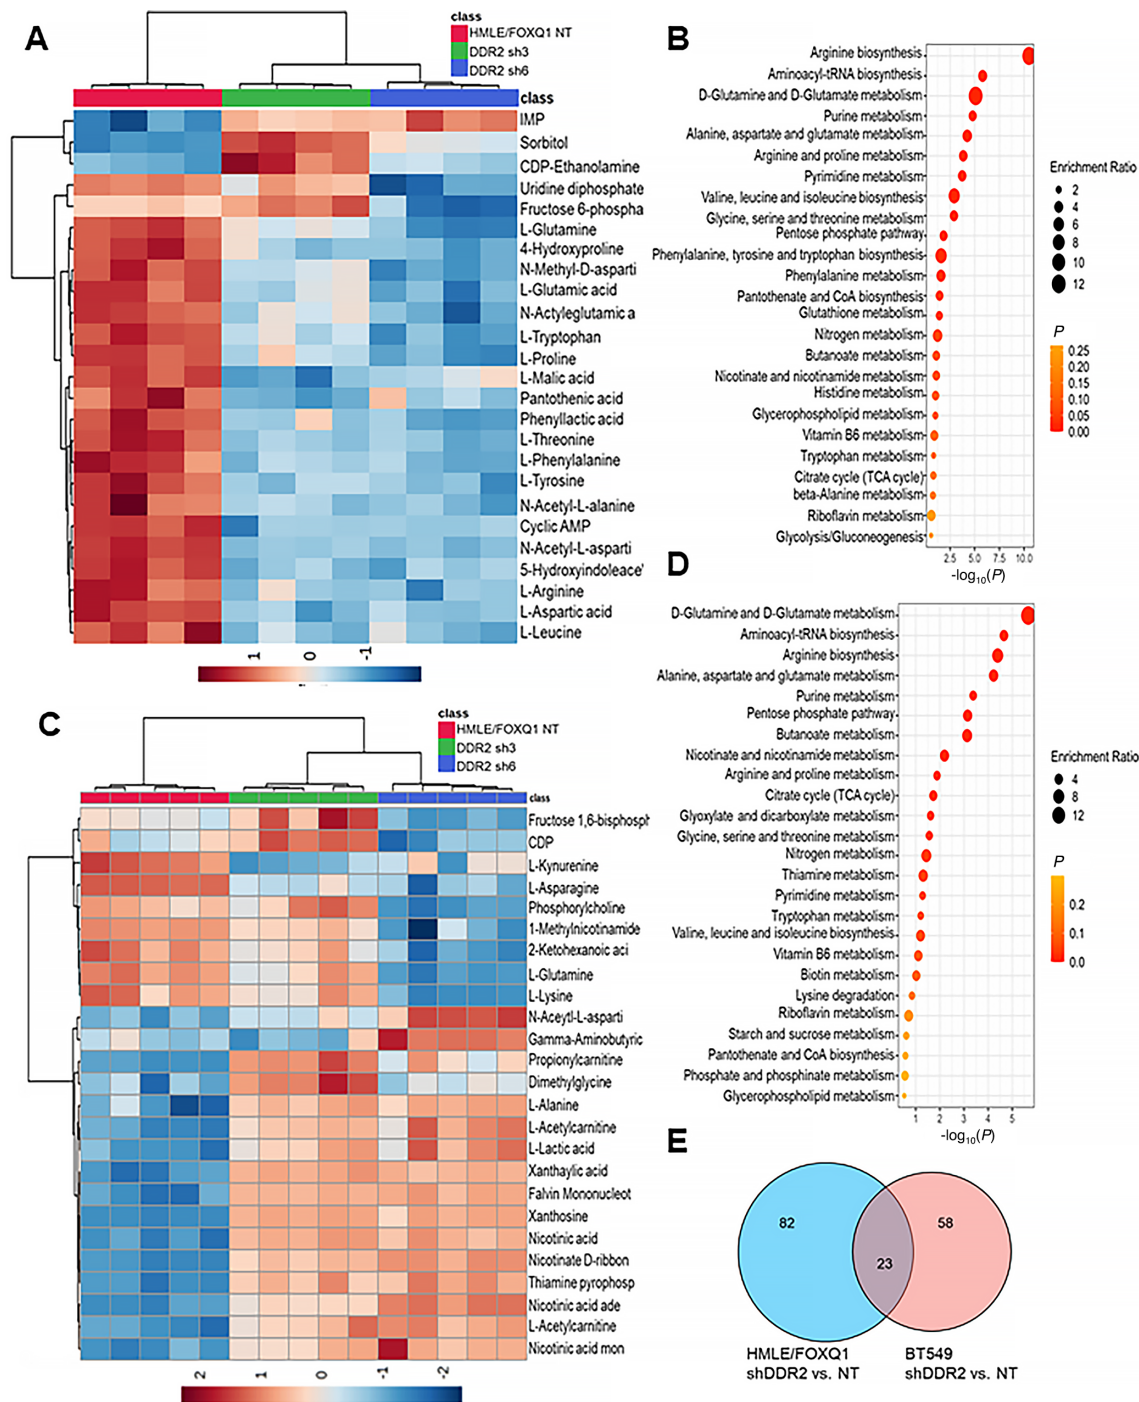 A
class
HMLE/FOXQ1 NT
DDR2 sh3
DDR2 sh6
class
IMP
Sorbitol
CDP-Ethanolamine
Uridine diphosphate
Fructose 6-phospha
L-Glutamine
4-Hydroxyproline
N-Methyl-D-asparti
L-Glutamic acid
N-Actyleglutamic a
L-Tryptophan
L-Proline
L-Malic acid
Pantothenic acid
Phenyllactic acid
L-Threonine
L-Phenylalanine
L-Tyrosine
N-Acetyl-L-alanine
Cyclic AMP
N-Acetyl-L-asparti
5-Hydroxyindoleace'
L-Arginine
L-Aspartic acid
L-Leucine
1 0 -1
B
Arginine biosynthesis
Aminoacyl-tRNA biosynthesis
D-Glutamine and D-Glutamate metabolism
Purine metabolism
Alanine, aspartate and glutamate metabolism
Arginine and proline metabolism
Pyrimidine metabolism
Valine, leucine and isoleucine biosynthesis
Glycine, serine and threonine metabolism
Pentose phosphate pathway
Phenylalanine, tyrosine and tryptophan biosynthesis
Phenylalanine metabolism
Pantothenate and CoA biosynthesis
Glutathione metabolism
Nitrogen metabolism
Butanoate metabolism
Nicotinate and nicotinamide metabolism
Histidine metabolism
Glycerophospholipid metabolism
Vitamin B6 metabolism
Tryptophan metabolism
Citrate cycle (TCA cycle)
beta-Alanine metabolism
Riboflavin metabolism
Glycolysis/Gluconeogenesis
2.5 5.0 7.5 10.0
-log10(P)
Enrichment Ratio
2
4
6
8
10
12
P
0.25
0.20
0.15
0.10
0.05
0.00
C
class
HMLE/FOXQ1 NT
DDR2 sh3
DDR2 sh6
class
Fructose 1,6-bisphosph
CDP
L-Kynurenine
L-Asparagine
Phosphorylcholine
1-Methylnicotinamide
2-Ketohexanoic aci
L-Glutamine
L-Lysine
N-Aceytl-L-asparti
Gamma-Aminobutyric
Propionylcarnitine
Dimethylglycine
L-Alanine
L-Acetylcarnitine
L-Lactic acid
Xanthaylic acid
Falvin Mononucleot
Xanthosine
Nicotinic acid
Nicotinate D-ribbon
Thiamine pyrophosp
Nicotinic acid ade
L-Acetylcarnitine
Nicotinic acid mon
2 1 0 -1 -2
D
D-Glutamine and D-Glutamate metabolism
Aminoacyl-tRNA biosynthesis
Arginine biosynthesis
Alanine, aspartate and glutamate metabolism
Purine metabolism
Pentose phosphate pathway
Butanoate metabolism
Nicotinate and nicotinamide metabolism
Arginine and proline metabolism
Citrate cycle (TCA cycle)
Glyoxylate and dicarboxylate metabolism
Glycine, serine and threonine metabolism
Nitrogen metabolism
Thiamine metabolism
Pyrimidine metabolism
Tryptophan metabolism
Valine, leucine and isoleucine biosynthesis
Vitamin B6 metabolism
Biotin metabolism
Lysine degradation
Riboflavin metabolism
Starch and sucrose metabolism
Pantothenate and CoA biosynthesis
Phosphate and phosphinate metabolism
Glycerophospholipid metabolism
1 2 3 4 5
-log10(P)
Enrichment Ratio
4
8
12
P
0.2
0.1
0.0
E
82
23
58
HMLE/FOXQ1
shDDR2 vs. NT
BT549
shDDR2 vs. NT